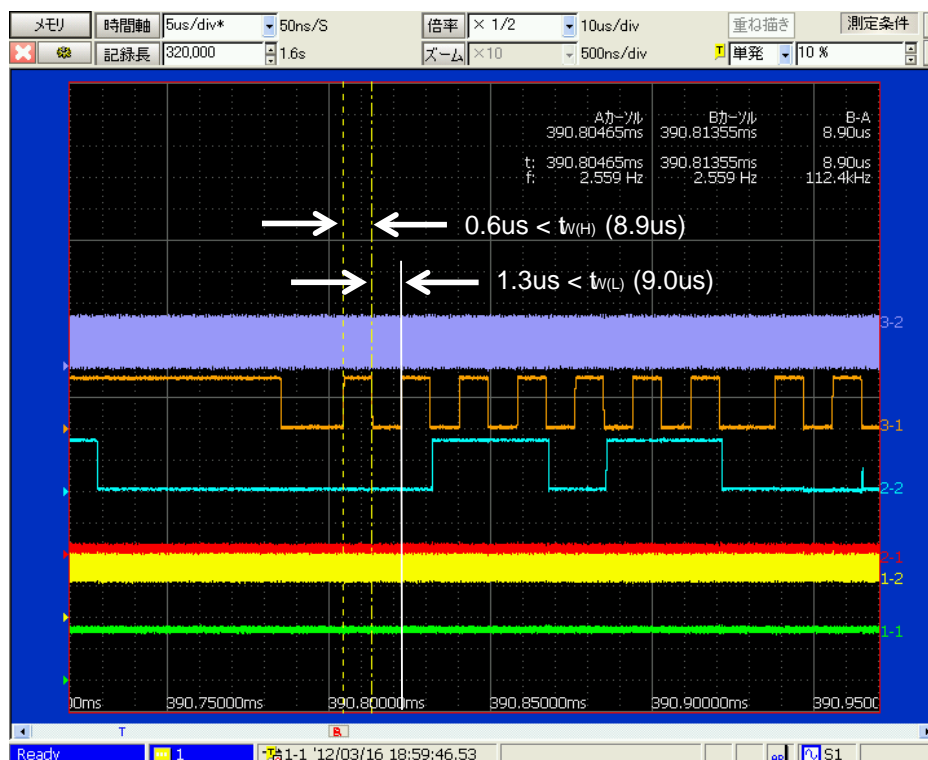 メモリ 時間軸 5us/div* 50ns/S 倍率 × 1/2 10us/div 重ね描き 測定条件
記録長 320,000 1.6s ズーム ×10 500ns/div T 単発 10 %
Aカーソル Bカーソル B-A
390.80465ms 390.81355ms 8.90us
t: 390.80465ms 390.81355ms 8.90us
f: 2.559 Hz 2.559 Hz 112.4kHz
0.6us < tW(H) (8.9us)
1.3us < tW(L) (9.0us)
3-2
3-1
2-2
2-1
1-2
1-1
00ms 390.75000ms 390.80000ms 390.85000ms 390.90000ms 390.9500
T B
Ready 1 1-1 '12/03/16 18:59:46.53 S1